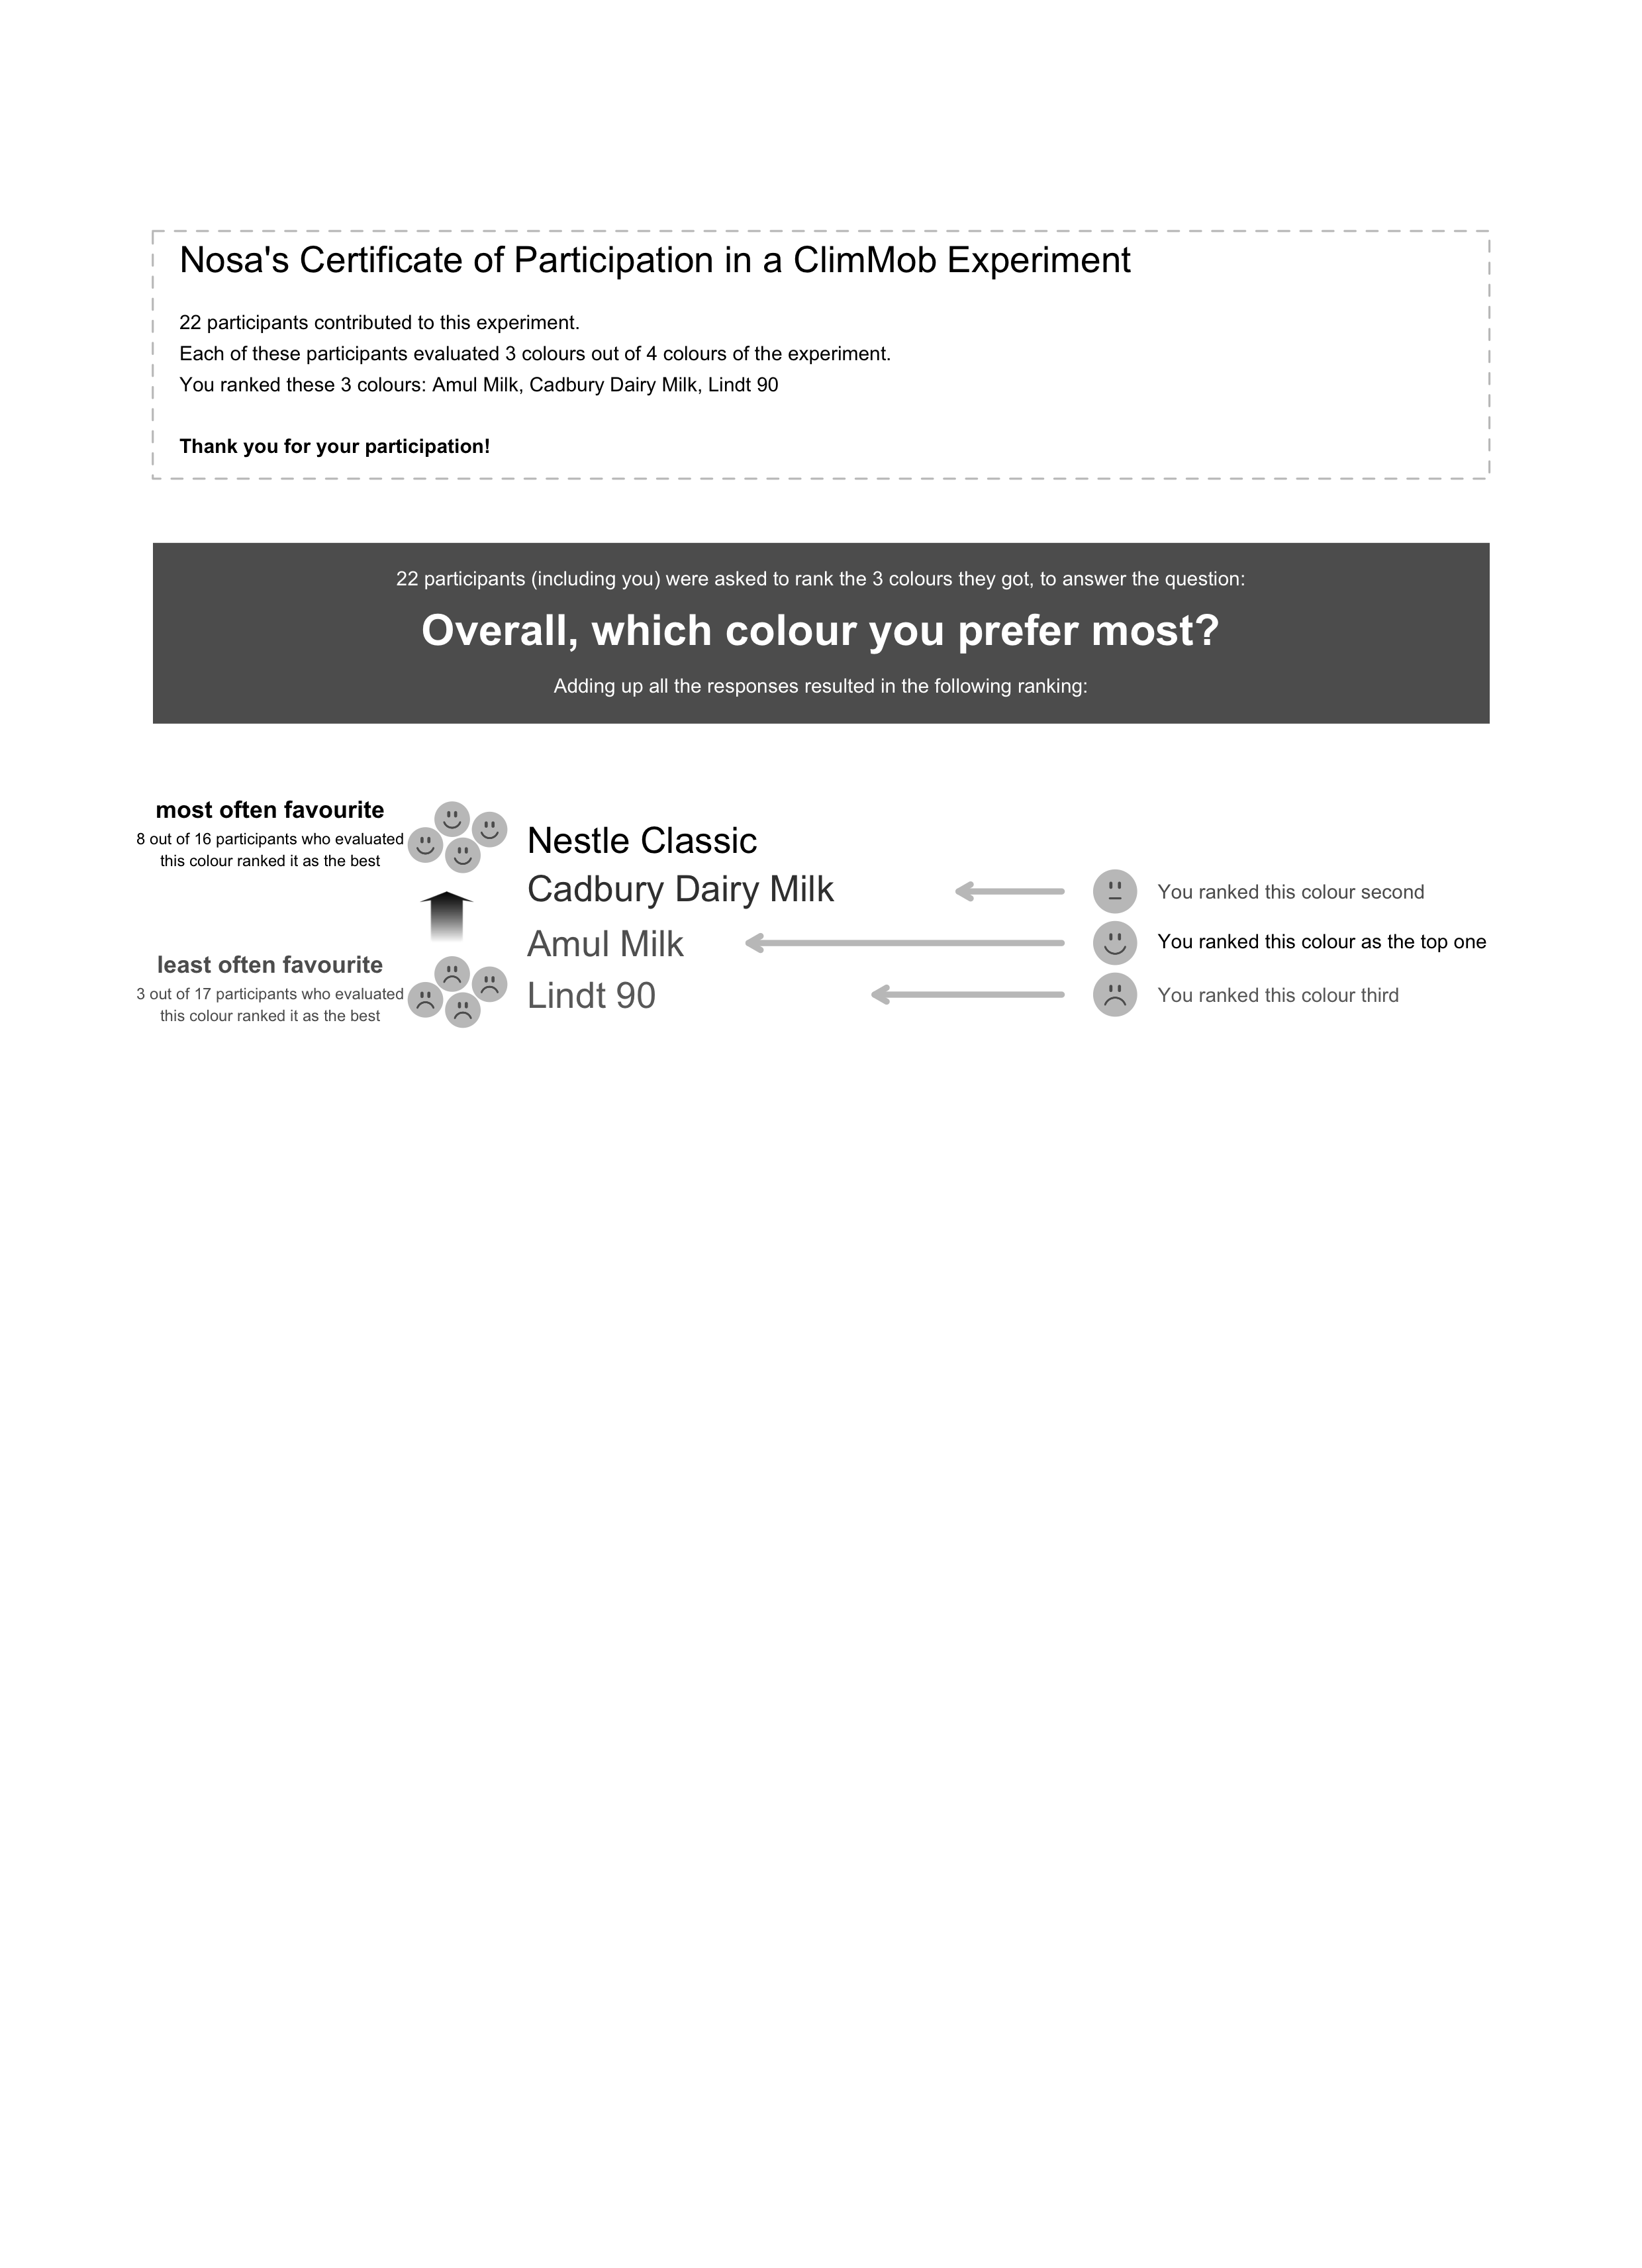 Nosa's Certificate of Participation in a ClimMob Experiment
22 participants contributed to this experiment.
Each of these participants evaluated 3 colours out of 4 colours of the experiment.
You ranked these 3 colours: Amul Milk, Cadbury Dairy Milk, Lindt 90
Thank you for your participation!
22 participants (including you) were asked to rank the 3 colours they got, to answer the question:
Overall, which colour you prefer most?
Adding up all the responses resulted in the following ranking:
most often favourite
8 out of 16 participants who evaluated
this colour ranked it as the best
Nestle Classic
Cadbury Dairy Milk
You ranked this colour second
Amul Milk
You ranked this colour as the top one
least often favourite
3 out of 17 participants who evaluated
this colour ranked it as the best
Lindt 90
You ranked this colour third